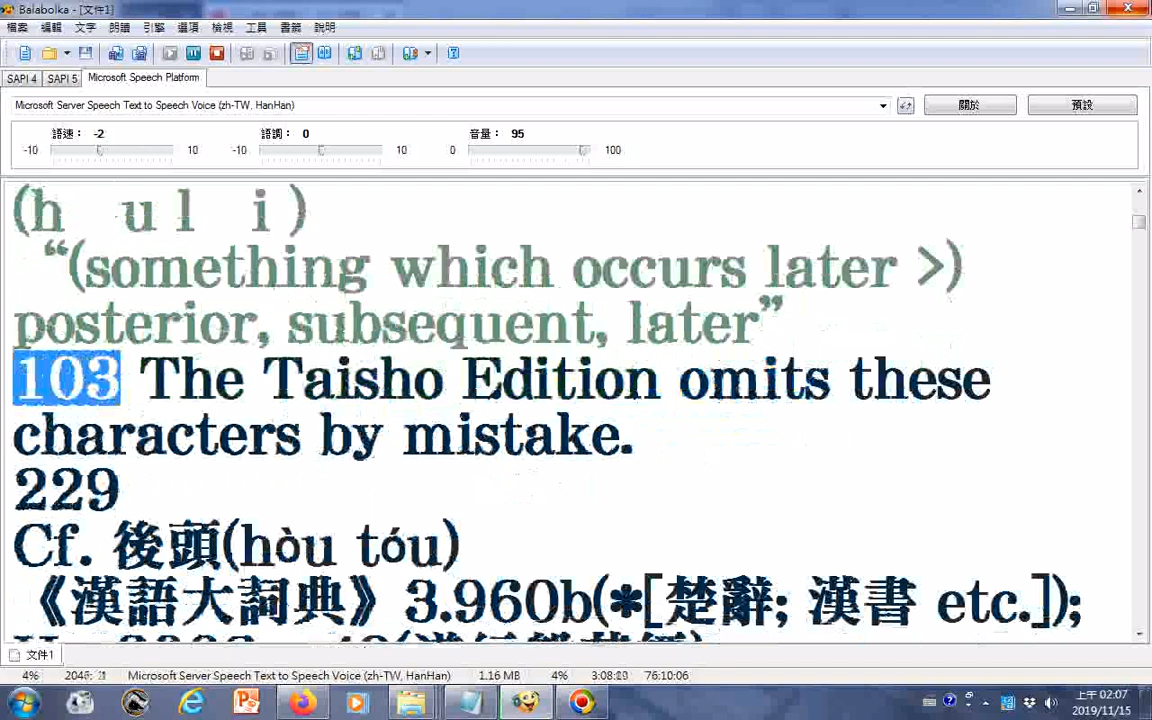 Balabolka - [文件1]
檔案 編輯 文字 朗讀 引擎 選項 檢視 工具 書籤 說明
SAPI 4 SAPI 5 Microsoft Speech Platform
Microsoft Server Speech Text to Speech Voice (zh-TW, HanHan) 關於 預設
語速： -2 語調： 0 音量： 95
-10 10 -10 10 0 100
(h u l i )
“(something which occurs later >)
posterior, subsequent, later”
103 The Taisho Edition omits these
characters by mistake.
229
Cf. 後頭(hòu tóu)
《漢語大詞典》 3.960b(*[楚辭; 漢書 etc.]);
文件1
4% Microsoft Server Speech Text to Speech Voice (zh-TW, HanHan) 1.16 MB 4% 76:10:06
上午 02:07
2019/11/15